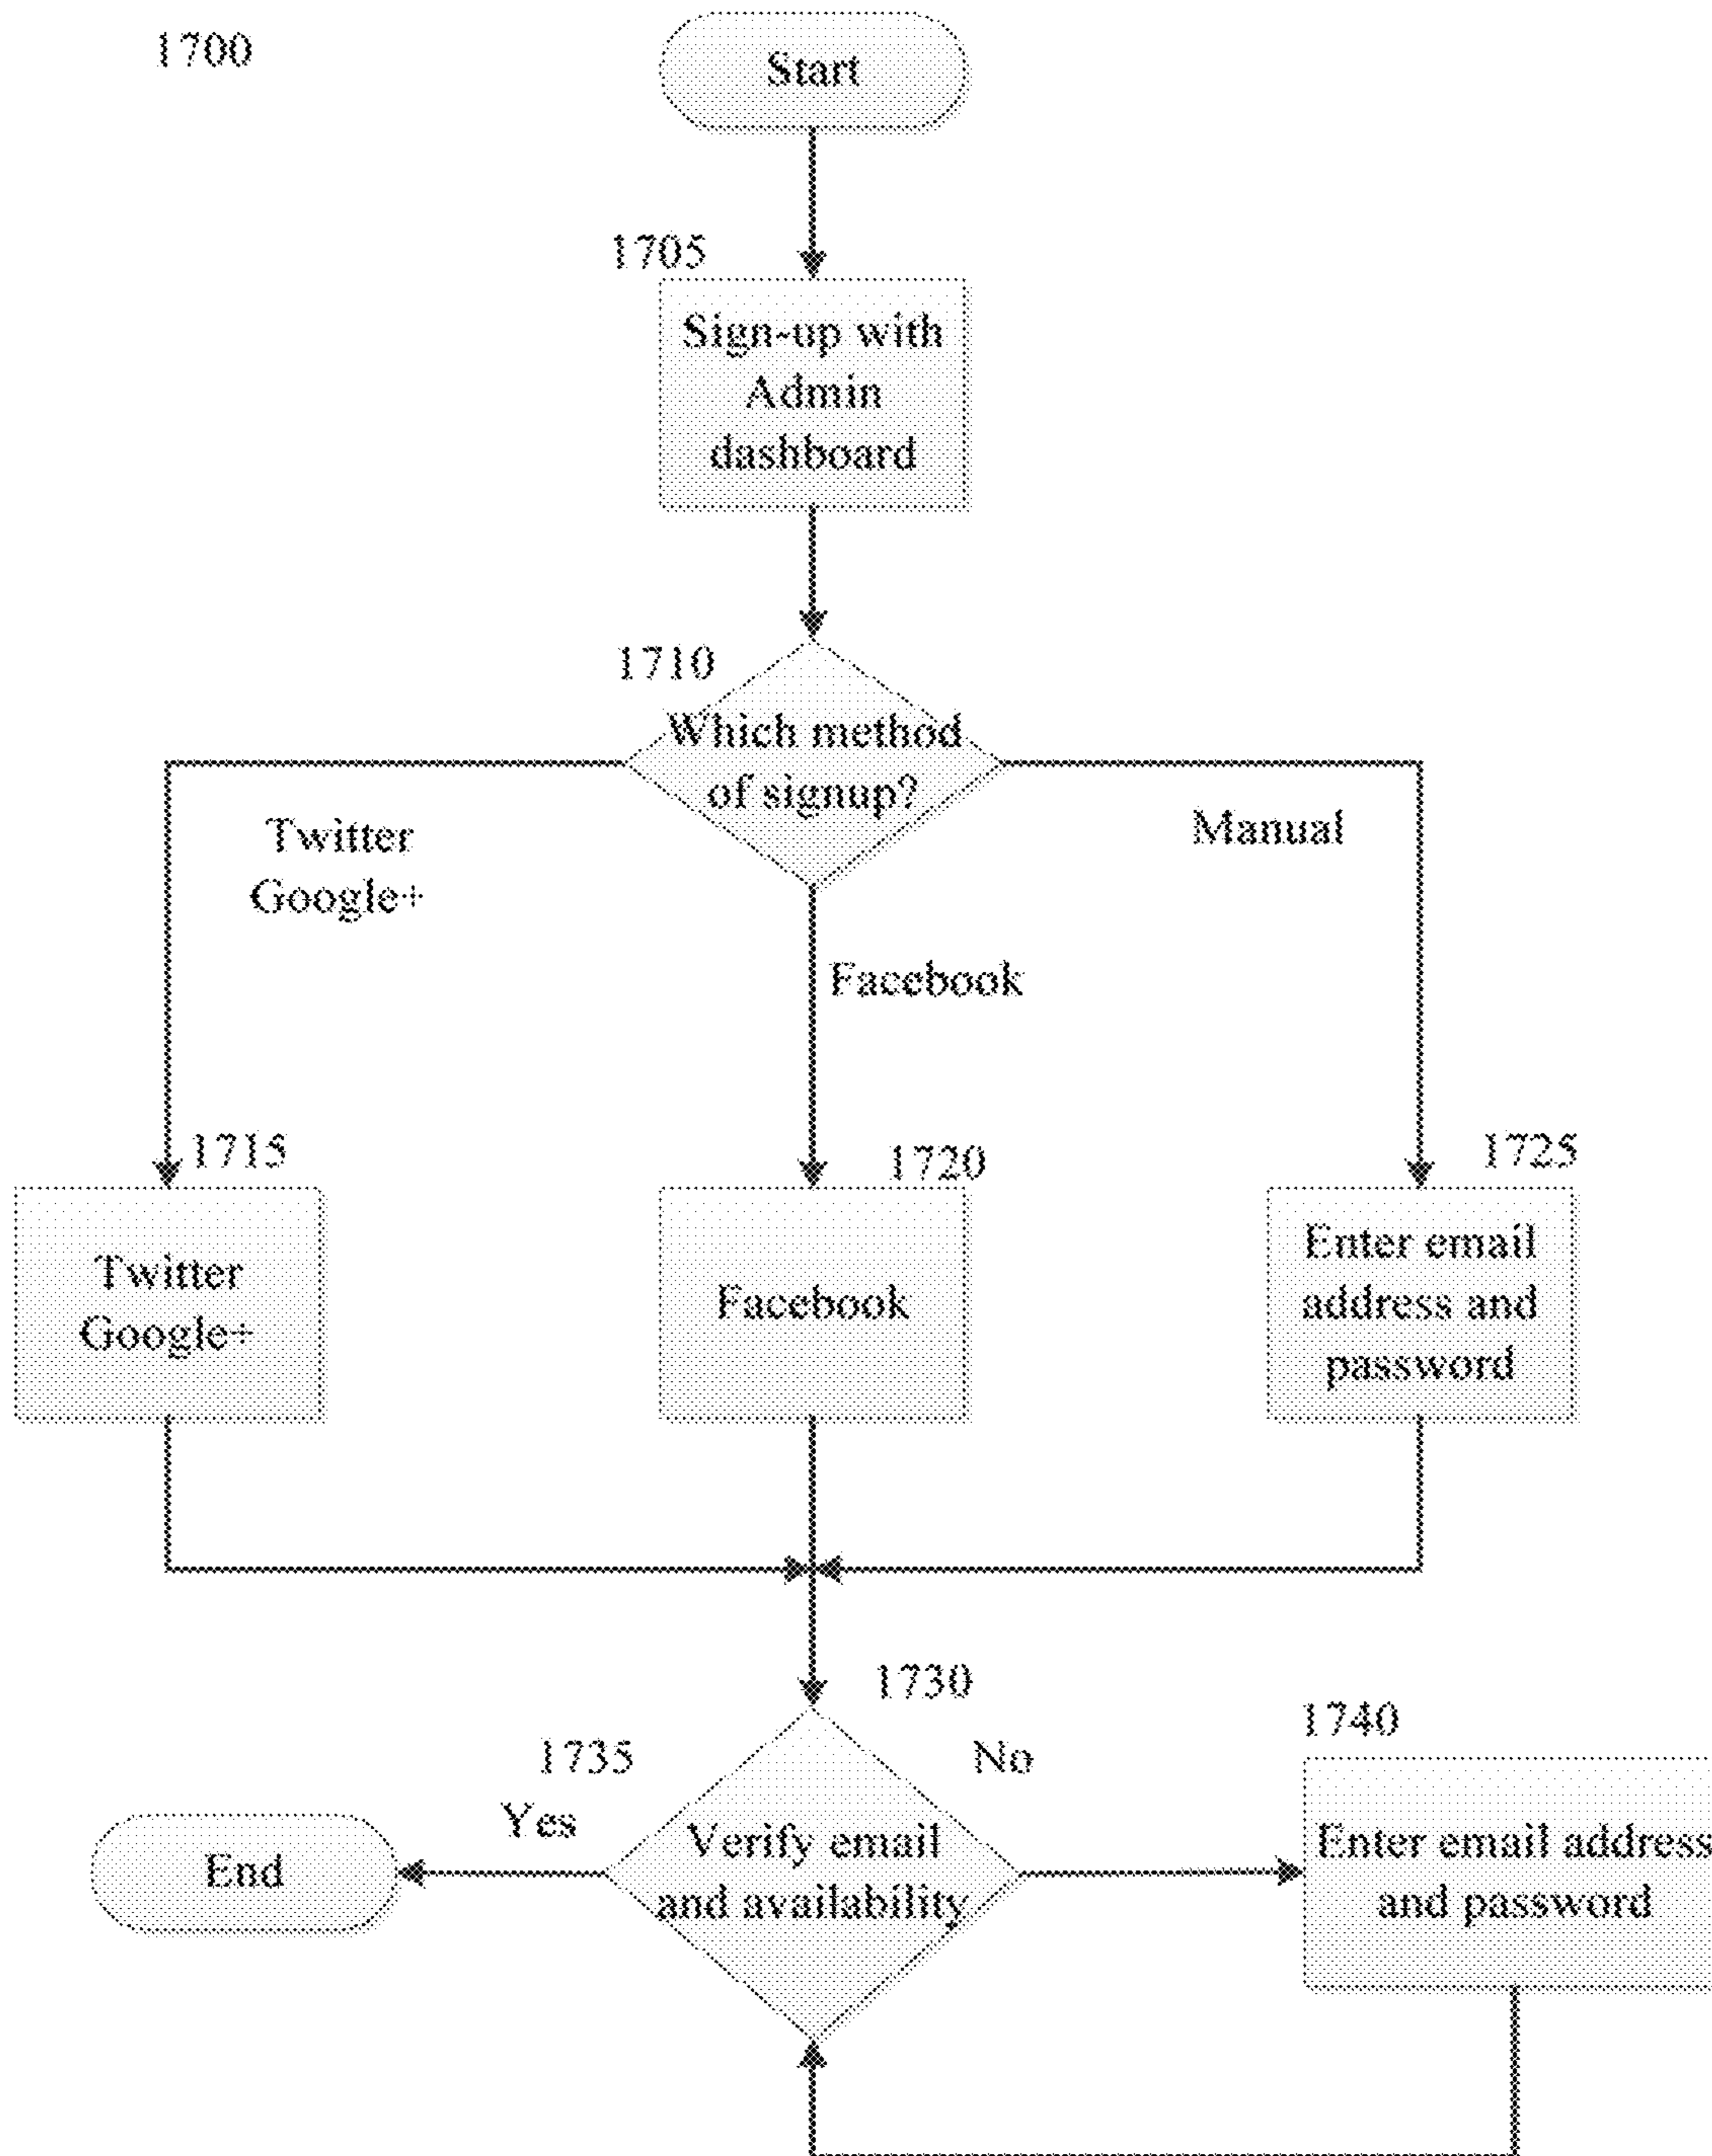 1700
Start
1705
Sign-up with
Admin
dashboard
1710
Which method
of signup?
Twitter
Google+
Manual
Facebook
1715
1720
1725
Twitter
Google+
Facebook
Enter email
address and
password
1730
1735
No
1740
Yes
End
Verify email
and availability
Enter email address
and password